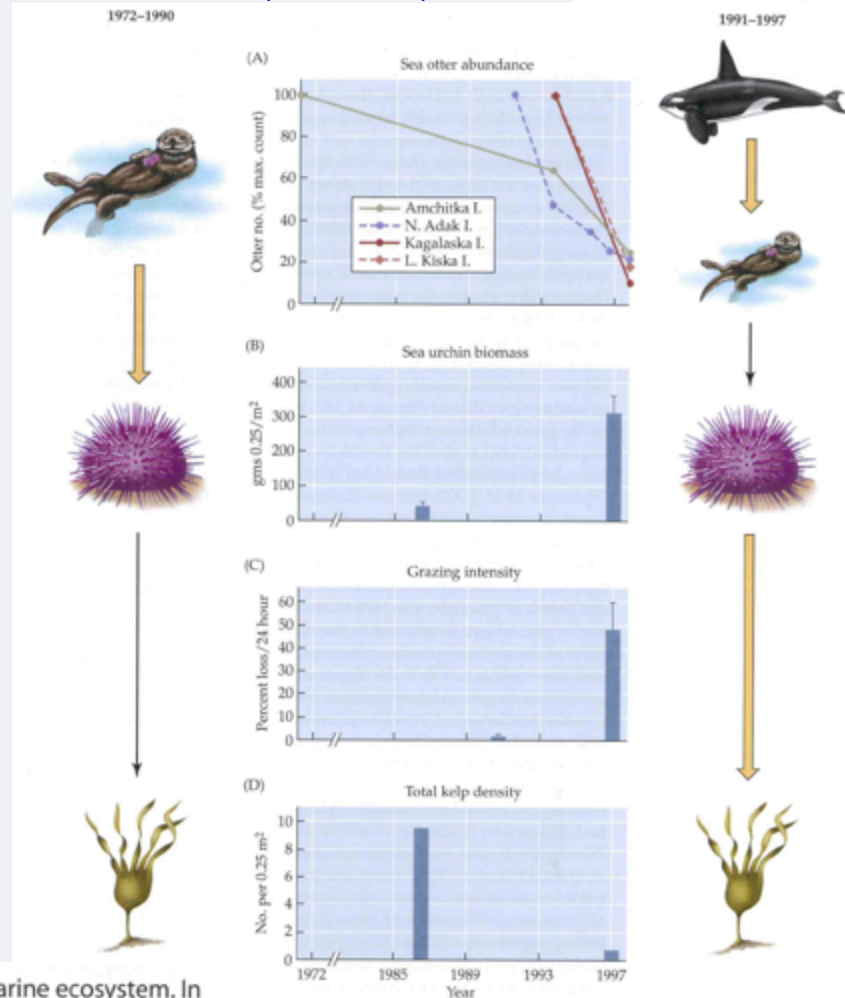 1972–1990
1991–1997
(A)
Sea otter abundance
Otter no. (% max. count)
100
80
60
40
20
0
Amchitka I.
N. Adak I.
Kagalaska I.
L. Kiska I.
(B)
Sea urchin biomass
gms 0.25/m²
400
300
200
100
0
(C)
Grazing intensity
Percent loss/24 hour
60
50
40
30
20
10
0
(D)
Total kelp density
No. per 0.25 m²
10
8
6
4
2
0
1972 1985 1989 1993 1997
Year
arine ecosystem. In